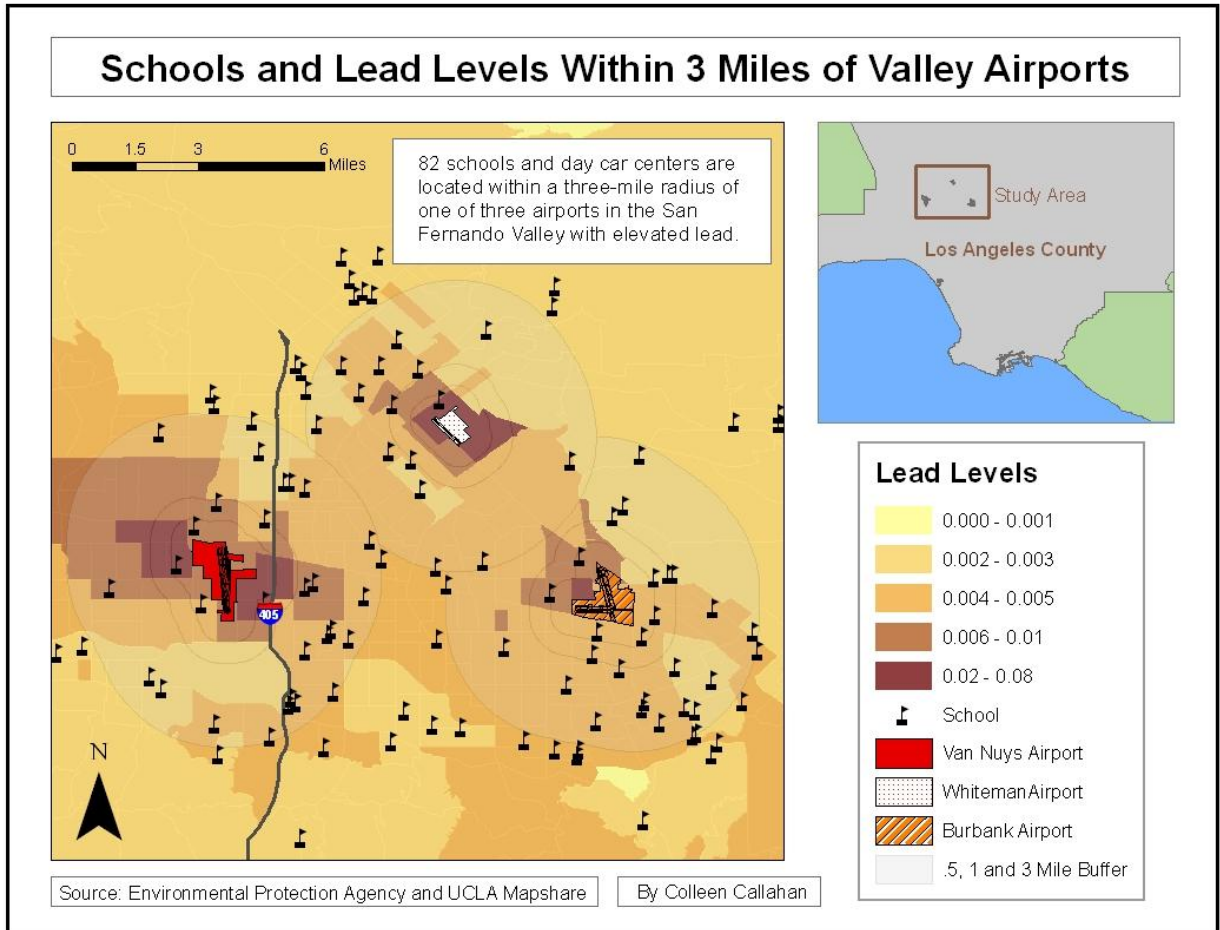 Schools and Lead Levels Within 3 Miles of Valley Airports
0 1.5 3 6
Miles
82 schools and day car centers are
located within a three-mile radius of
one of three airports in the San
Fernando Valley with elevated lead.
405
N
Study Area
Los Angeles County
Lead Levels
0.000 - 0.001
0.002 - 0.003
0.004 - 0.005
0.006 - 0.01
0.02 - 0.08
School
Van Nuys Airport
Whiteman Airport
Burbank Airport
.5, 1 and 3 Mile Buffer
Source: Environmental Protection Agency and UCLA Mapshare
By Colleen Callahan